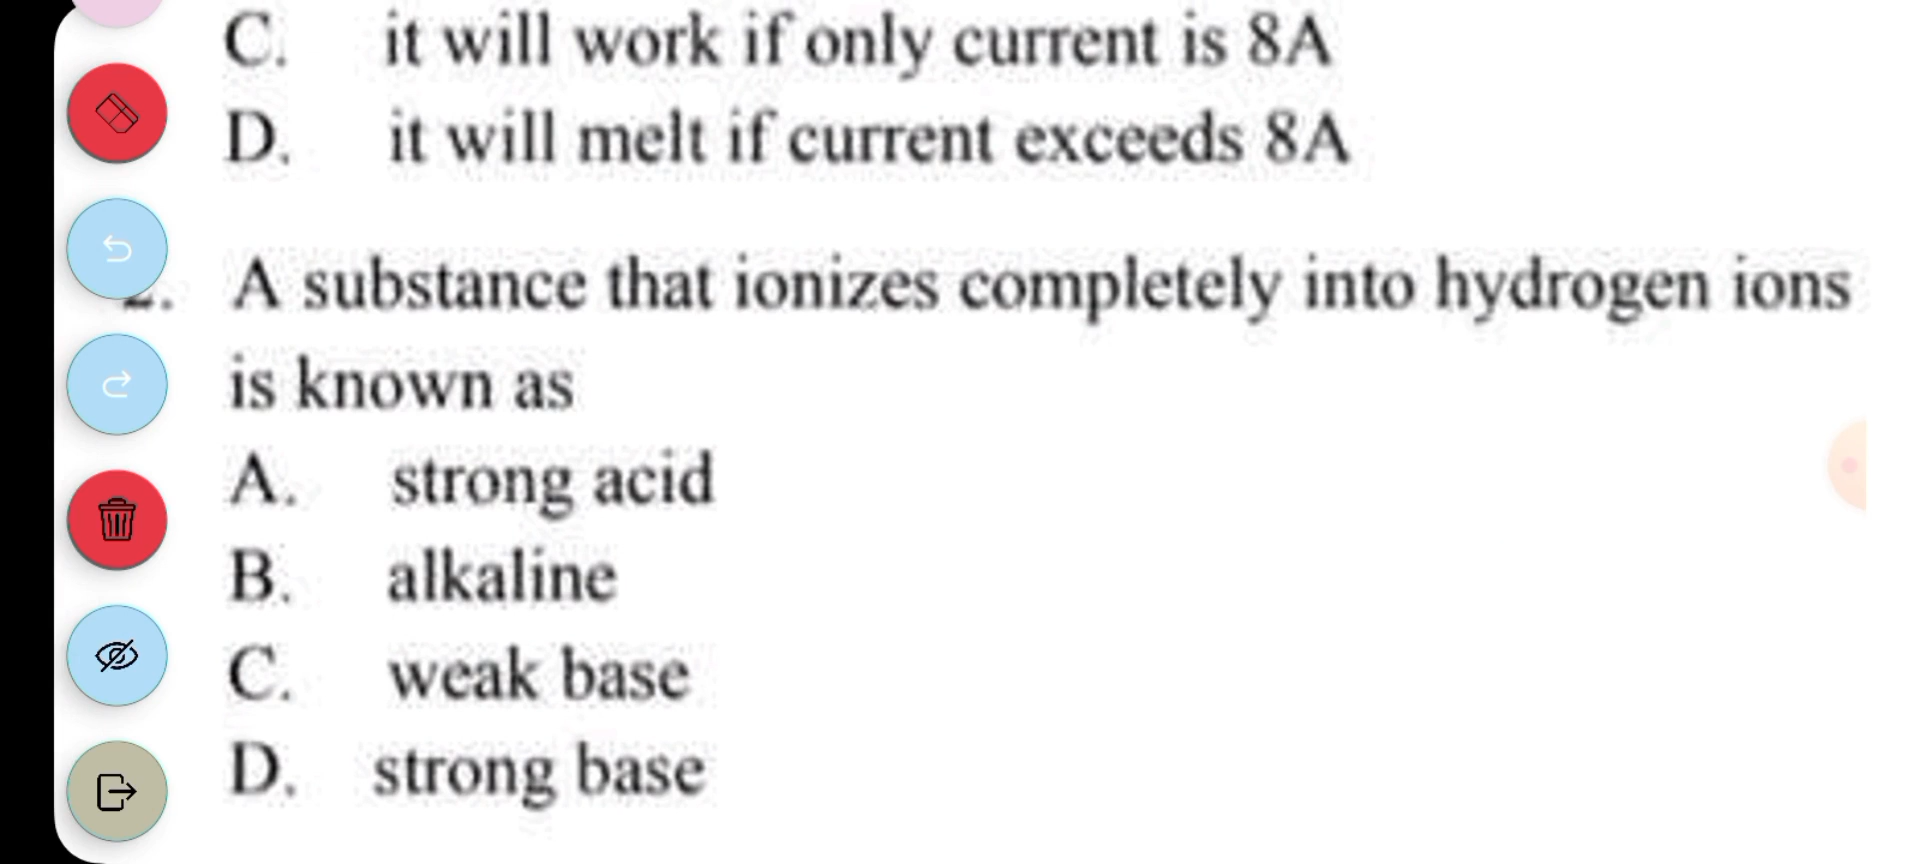 C. it will work if only current is 8A
D. it will melt if current exceeds 8A
A substance that ionizes completely into hydrogen ions
is known as
A. strong acid
B. alkaline
C. weak base
D. strong base